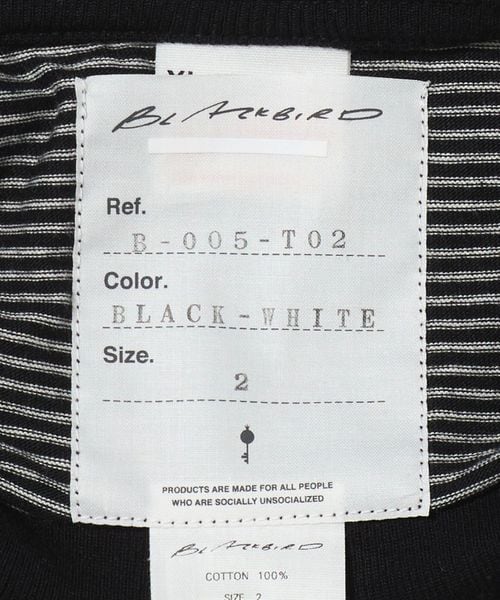 BLACKBIRD
Ref.
B-005-T02
Color.
BLACK-WHITE
Size.
2
PRODUCTS ARE MADE FOR ALL PEOPLE
WHO ARE SOCIALLY UNSOCIALIZED
BLACKBIRD
COTTON 100%
SIZE 2